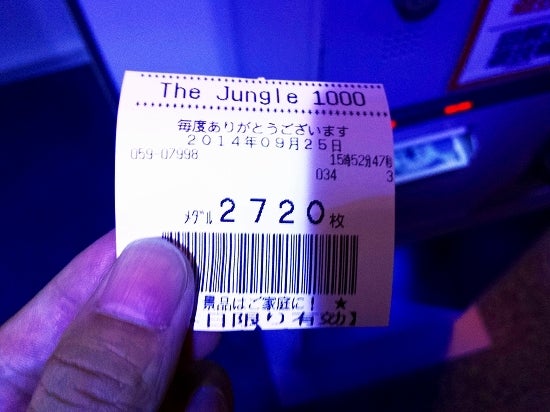 The Jungle 1000
毎度ありがとうございます
2014年09月25日
059-07998 15時52分47秒
034 3
ﾒﾀﾞﾙ 2720枚
景品はご家庭に! ★
日限り有効】